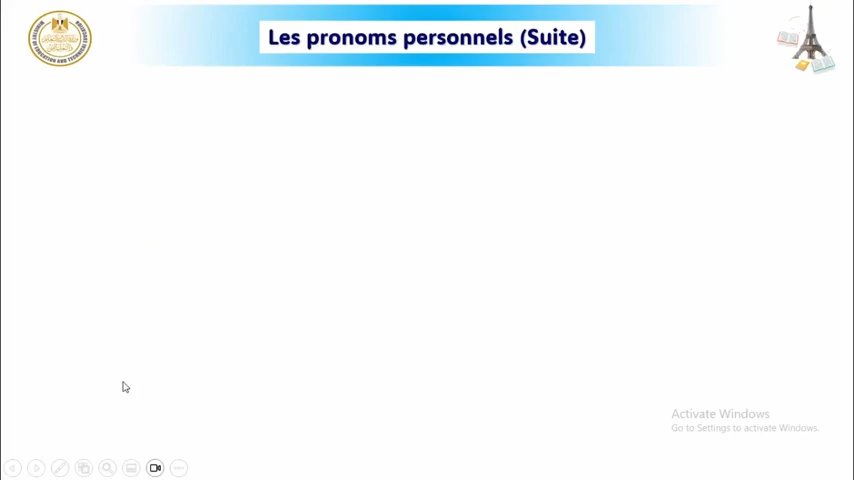 Les pronoms personnels (Suite)
Activate Windows
Go to Settings to activate Windows.